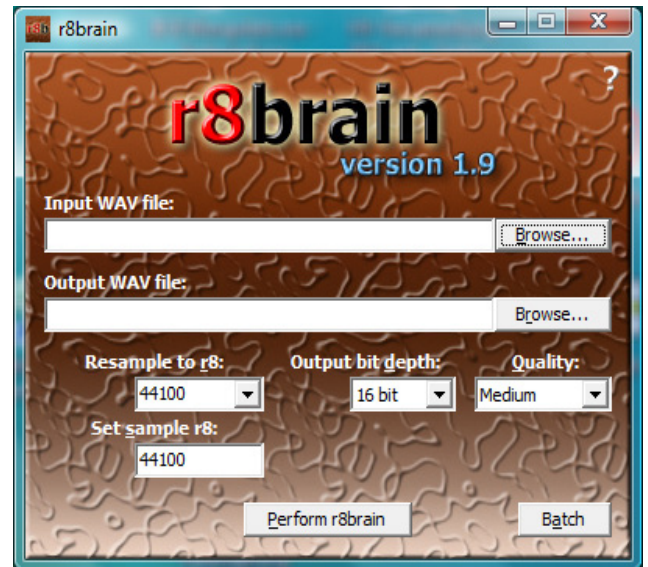 r8b r8brain
?
r8brain
version 1.9
Input WAV file:
Browse...
Output WAV file:
Browse...
Resample to r8: Output bit depth: Quality:
44100 16 bit Medium
Set sample r8:
44100
Perform r8brain Batch